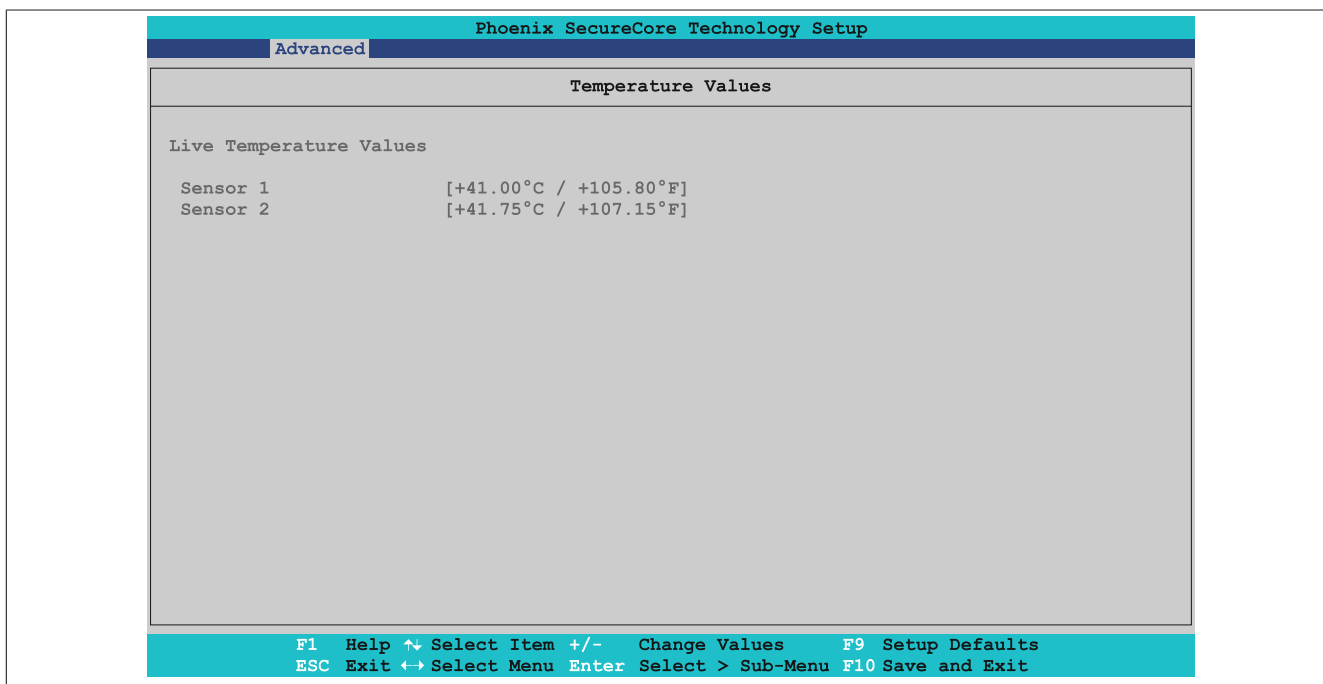 Phoenix SecureCore Technology Setup
Advanced
Temperature Values
Live Temperature Values
Sensor 1 [+41.00°C / +105.80°F]
Sensor 2 [+41.75°C / +107.15°F]
F1 Help ↑↓ Select Item +/- Change Values F9 Setup Defaults
ESC Exit ↔ Select Menu Enter Select > Sub-Menu F10 Save and Exit